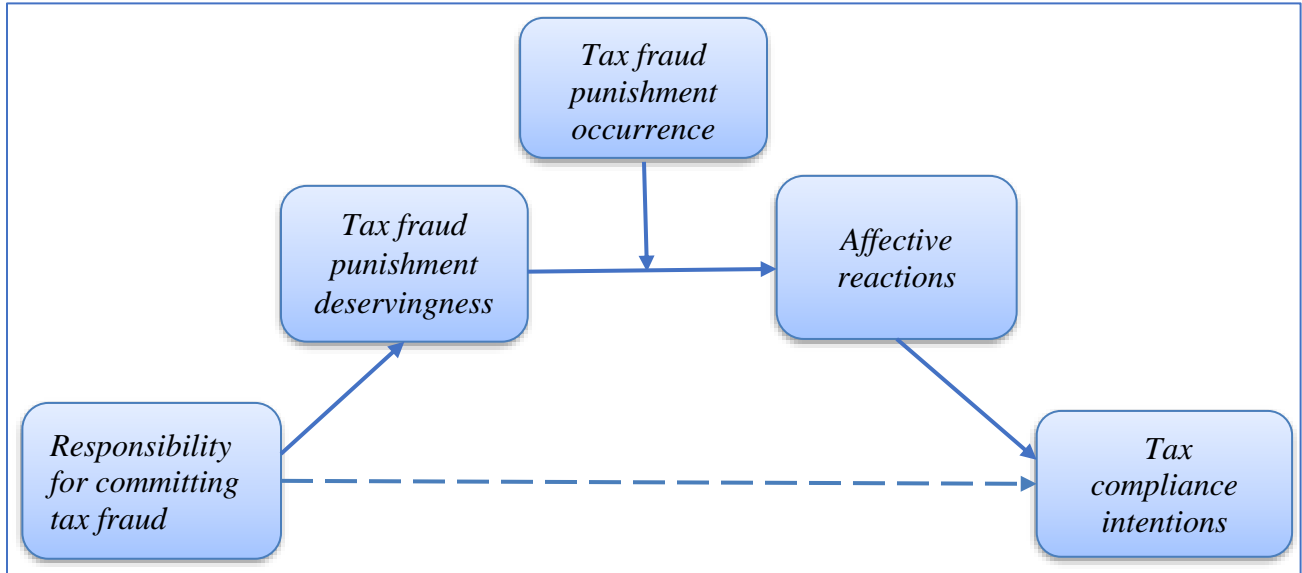 Tax fraud
punishment
occurrence
Tax fraud
punishment
deservingness
Affective
reactions
Responsibility
for committing
tax fraud
Tax
compliance
intentions